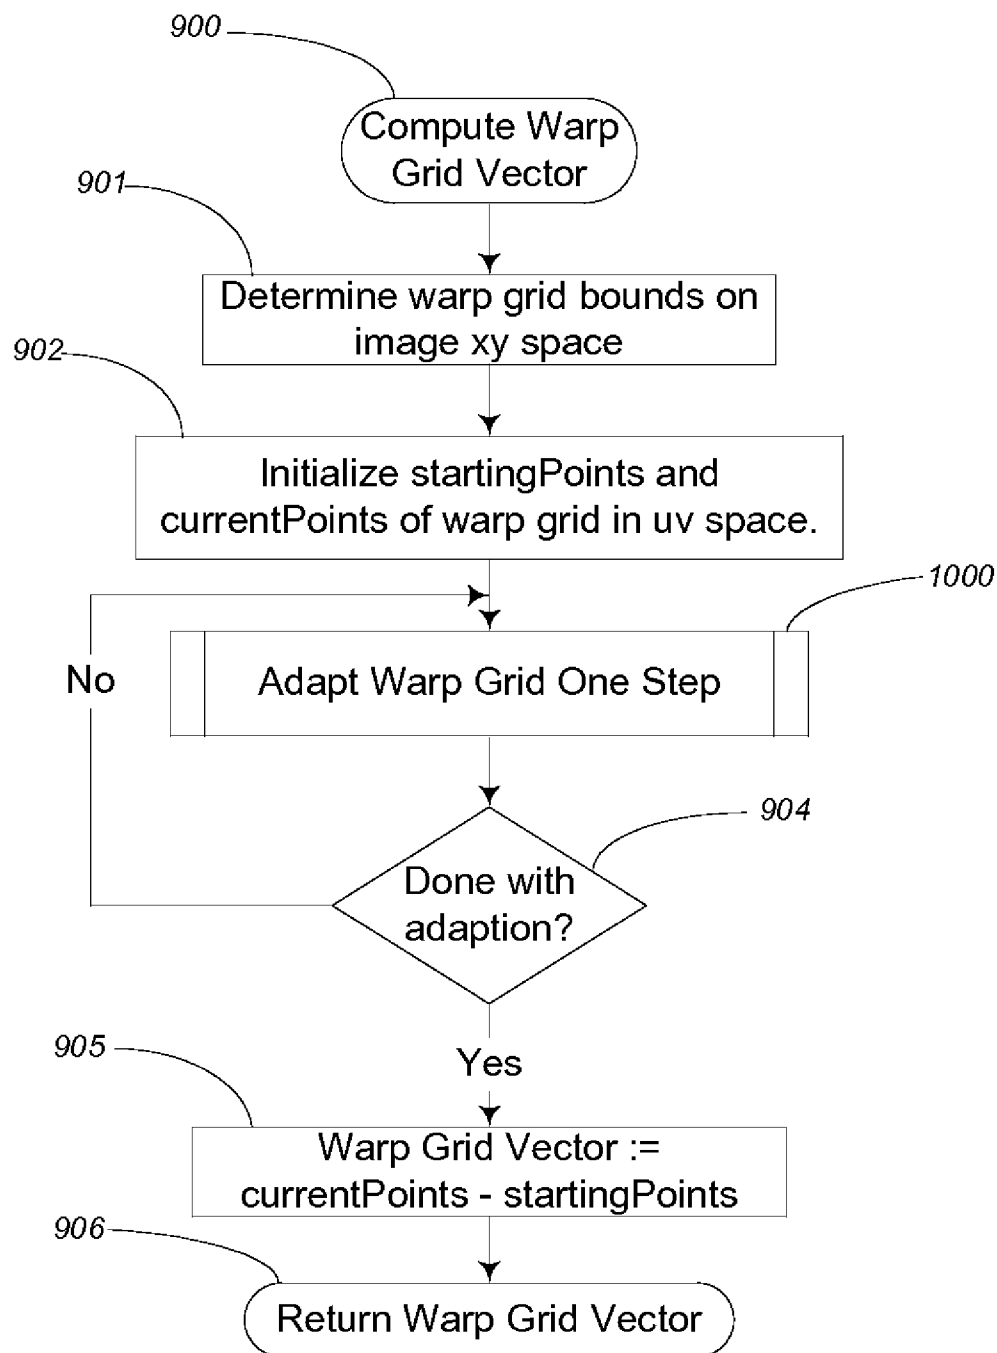 900
Compute Warp
Grid Vector
901
Determine warp grid bounds on
image xy space
902
Initialize startingPoints and
currentPoints of warp grid in uv space.
1000
No
Adapt Warp Grid One Step
904
Done with
adaption?
Yes
905
Warp Grid Vector :=
currentPoints - startingPoints
906
Return Warp Grid Vector